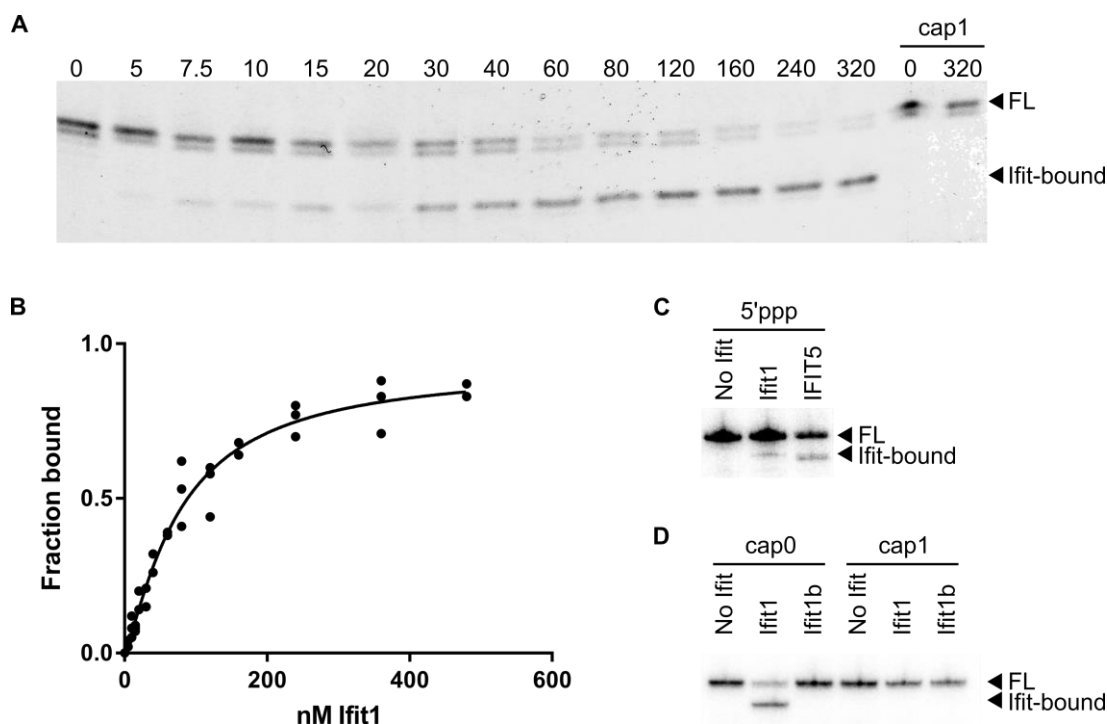 A
cap1
0 5 7.5 10 15 20 30 40 60 80 120 160 240 320 0 320
FL
Ifit-bound
B
Fraction bound
1.0
0.5
0.0
0 200 400 600
nM Ifit1
C
5'ppp
No Ifit Ifit1 IFIT5
FL
Ifit-bound
D
cap0 cap1
No Ifit Ifit1 Ifit1b No Ifit Ifit1 Ifit1b
FL
Ifit-bound